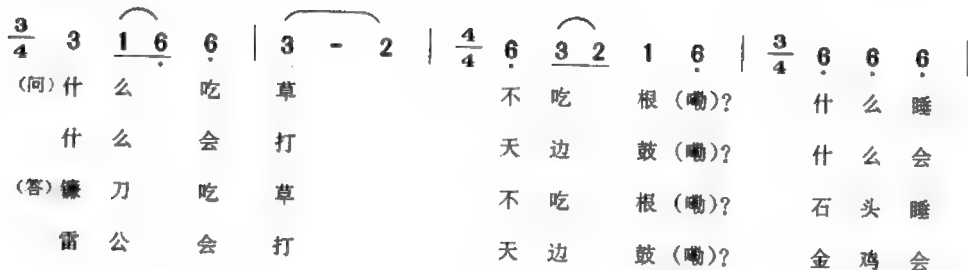 3/4 3 1 6 6 | 3 - 2 | 4/4 6 3 2 1 6 | 3/4 6 6 6 |
(问)什么吃草 不吃根(嘞)? 什么睡
什么会打 天边鼓(嘞)? 什么会
(答)镰刀吃草 不吃根(嘞)? 石头睡
雷公会打 天边鼓(嘞)? 金鸡会